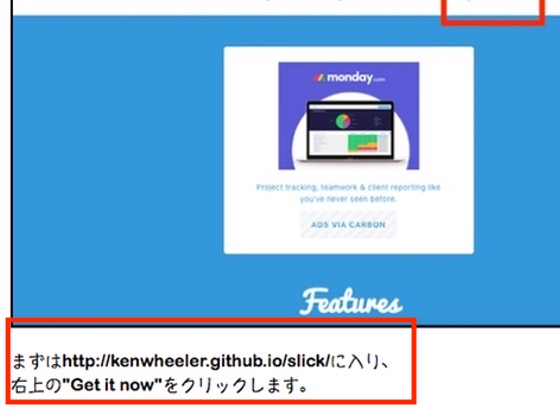 monday.com
Project tracking, teamwork & client reporting like
you've never seen before.
ADS VIA CARBON
Features
まずはhttp://kenwheeler.github.io/slick/に入り、
右上の"Get it now"をクリックします。